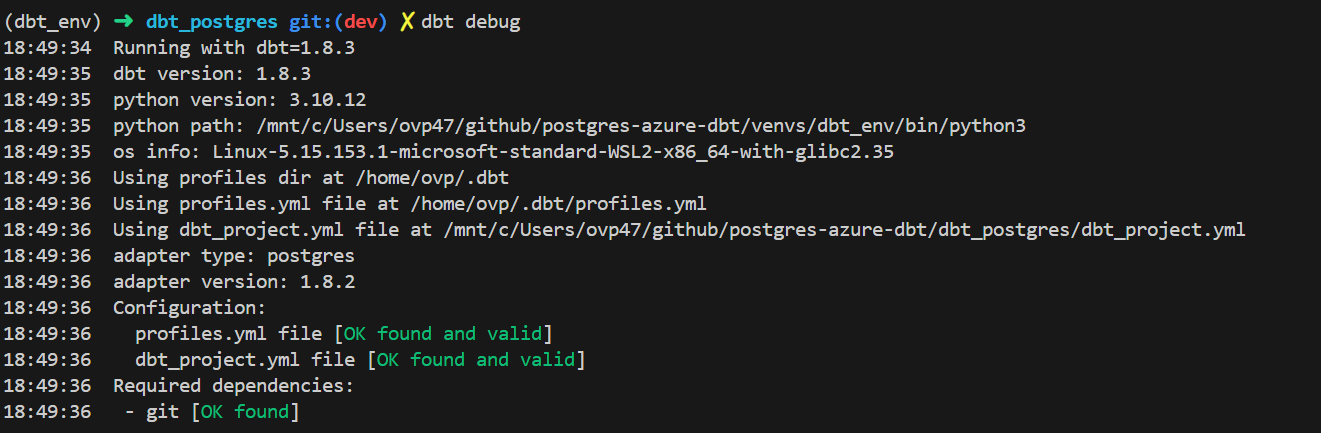 (dbt_env) ➜ dbt_postgres git:(dev) ✗ dbt debug
18:49:34  Running with dbt=1.8.3
18:49:35  dbt version: 1.8.3
18:49:35  python version: 3.10.12
18:49:35  python path: /mnt/c/Users/ovp47/github/postgres-azure-dbt/venvs/dbt_env/bin/python3
18:49:35  os info: Linux-5.15.153.1-microsoft-standard-WSL2-x86_64-with-glibc2.35
18:49:36  Using profiles dir at /home/ovp/.dbt
18:49:36  Using profiles.yml file at /home/ovp/.dbt/profiles.yml
18:49:36  Using dbt_project.yml file at /mnt/c/Users/ovp47/github/postgres-azure-dbt/dbt_postgres/dbt_project.yml
18:49:36  adapter type: postgres
18:49:36  adapter version: 1.8.2
18:49:36  Configuration:
18:49:36    profiles.yml file [OK found and valid]
18:49:36    dbt_project.yml file [OK found and valid]
18:49:36  Required dependencies:
18:49:36   - git [OK found]